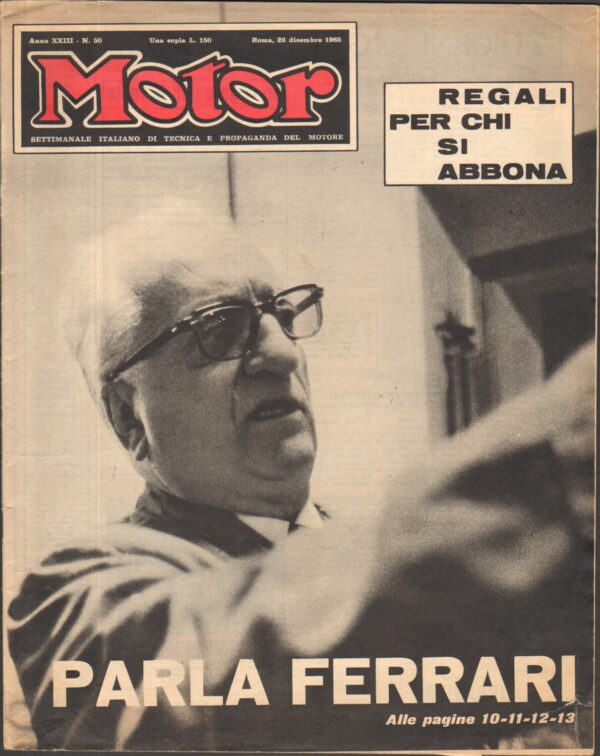 Anno XXIII - N. 50 Una copia L. 150 Roma, 26 dicembre 1965
Motor
SETTIMANALE ITALIANO DI TECNICA E PROPAGANDA DEL MOTORE
REGALI
PER CHI
SI
ABBONA
PARLA FERRARI
Alle pagine 10-11-12-13